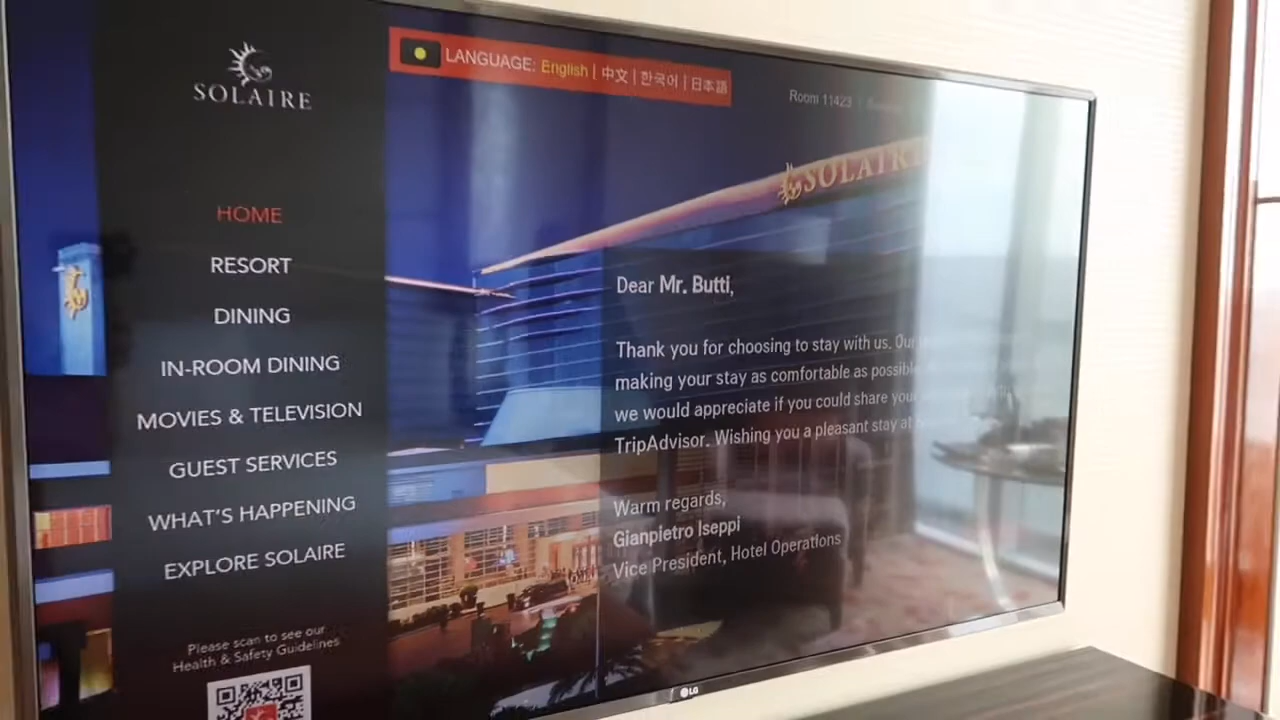 SOLAIRE
LANGUAGE: English | 中文 | 한국어 | 日本語
Room 11423 |
SOLAIRE
HOME
RESORT
DINING
IN-ROOM DINING
MOVIES & TELEVISION
GUEST SERVICES
WHAT'S HAPPENING
EXPLORE SOLAIRE
Please scan to see our
Health & Safety Guidelines
Dear Mr. Butti,
Thank you for choosing to stay with us. Our
making your stay as comfortable as possible
we would appreciate if you could share your
TripAdvisor. Wishing you a pleasant stay at
Warm regards,
Gianpietro Iseppi
Vice President, Hotel Operations
LG